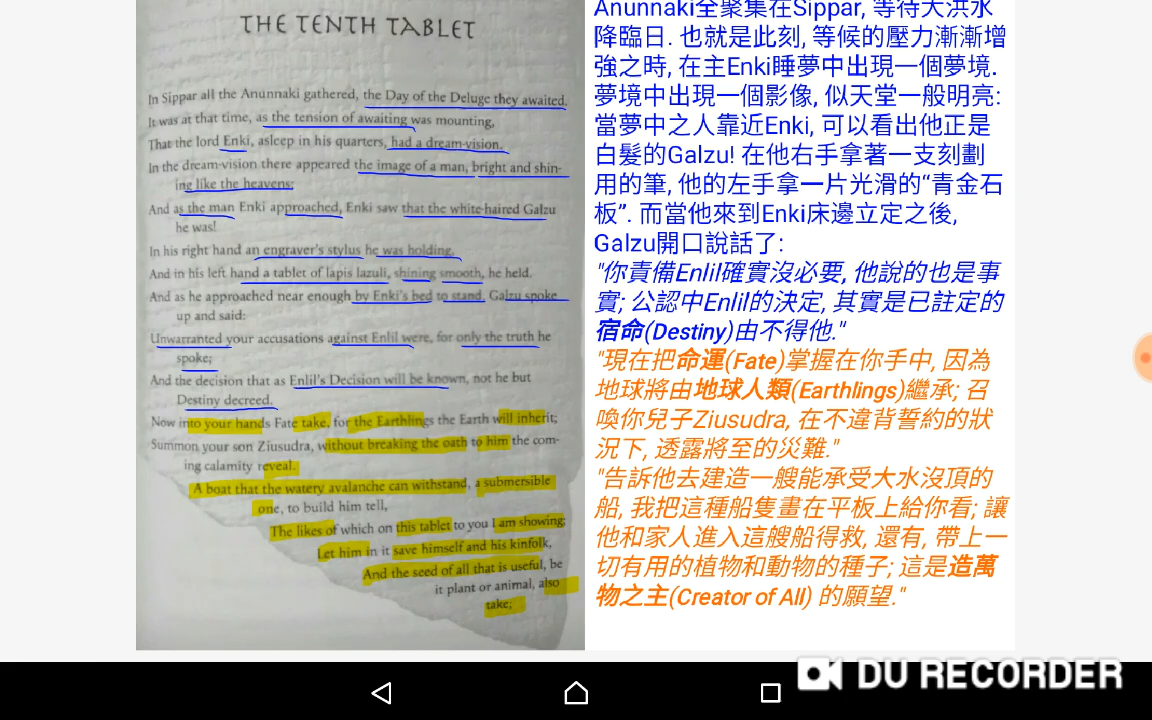 THE TENTH TABLET
In Sippar all the Anunnaki gathered, the Day of the Deluge they awaited.
It was at that time, as the tension of awaiting was mounting,
That the lord Enki, asleep in his quarters, had a dream-vision.
In the dream-vision there appeared the image of a man, bright and shin-
ing like the heavens;
And as the man Enki approached, Enki saw that the white-haired Galzu
he was!
In his right hand an engraver's stylus he was holding,
And in his left hand a tablet of lapis lazuli, shining smooth, he held.
And as he approached near enough by Enki's bed to stand, Galzu spoke
up and said:
Unwarranted your accusations against Enlil were, for only the truth he
spoke;
And the decision that as Enlil's Decision will be known, not he but
Destiny decreed.
Now into your hands Fate take, for the Earthlings the Earth will inherit;
Summon your son Ziusudra, without breaking the oath to him the com-
ing calamity reveal.
A boat that the watery avalanche can withstand, a submersible
one, to build him tell,
The likes of which on this tablet to you I am showing;
Let him in it save himself and his kinfolk,
And the seed of all that is useful, be
it plant or animal, also
take;
Anunnaki全聚集在Sippar, 等待大洪水
降臨日. 也就是此刻, 等候的壓力漸漸增
強之時, 在主Enki睡夢中出現一個夢境.
夢境中出現一個影像, 似天堂一般明亮:
當夢中之人靠近Enki, 可以看出他正是
白髮的Galzu! 在他右手拿著一支刻劃
用的筆, 他的左手拿一片光滑的“青金石
板”. 而當他來到Enki床邊立定之後,
Galzu開口說話了:
"你責備Enlil確實沒必要, 他說的也是事
實; 公認中Enlil的決定, 其實是已註定的
宿命(Destiny)由不得他."
"現在把命運(Fate)掌握在你手中, 因為
地球將由地球人類(Earthlings)繼承; 召
喚你兒子Ziusudra, 在不違背誓約的狀
況下, 透露將至的災難."
"告訴他去建造一艘能承受大水沒頂的
船, 我把這種船隻畫在平板上給你看; 讓
他和家人進入這艘船得救, 還有, 帶上一
切有用的植物和動物的種子; 這是造萬
物之主(Creator of All) 的願望."
DU RECORDER